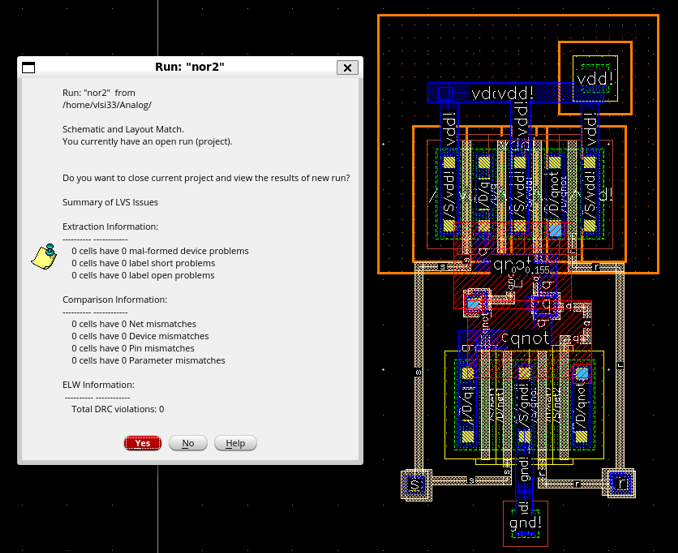 Run: "nor2"
Run: "nor2" from
/home/vlsi33/Analog/
Schematic and Layout Match.
You currently have an open run (project).
Do you want to close current project and view the results of new run?
Summary of LVS Issues
Extraction Information:
---------- ------------
0 cells have 0 mal-formed device problems
0 cells have 0 label short problems
0 cells have 0 label open problems
Comparison Information:
---------- ------------
0 cells have 0 Net mismatches
0 cells have 0 Device mismatches
0 cells have 0 Pin mismatches
0 cells have 0 Parameter mismatches
ELW Information:
---------- ------------
Total DRC violations: 0
Yes
No
Help
vdd!
vdd!
vdd!
vdd!
vdd!
/S/vdd!
/D/q
/S/vdd!
/D/qnot
/S/vdd!
qnot
0.155
s
r
qnot
q
q
qnot
s
r
/D/q
/S/gnd!
/D/qnot
gnd!
s
s
r
r
gnd!